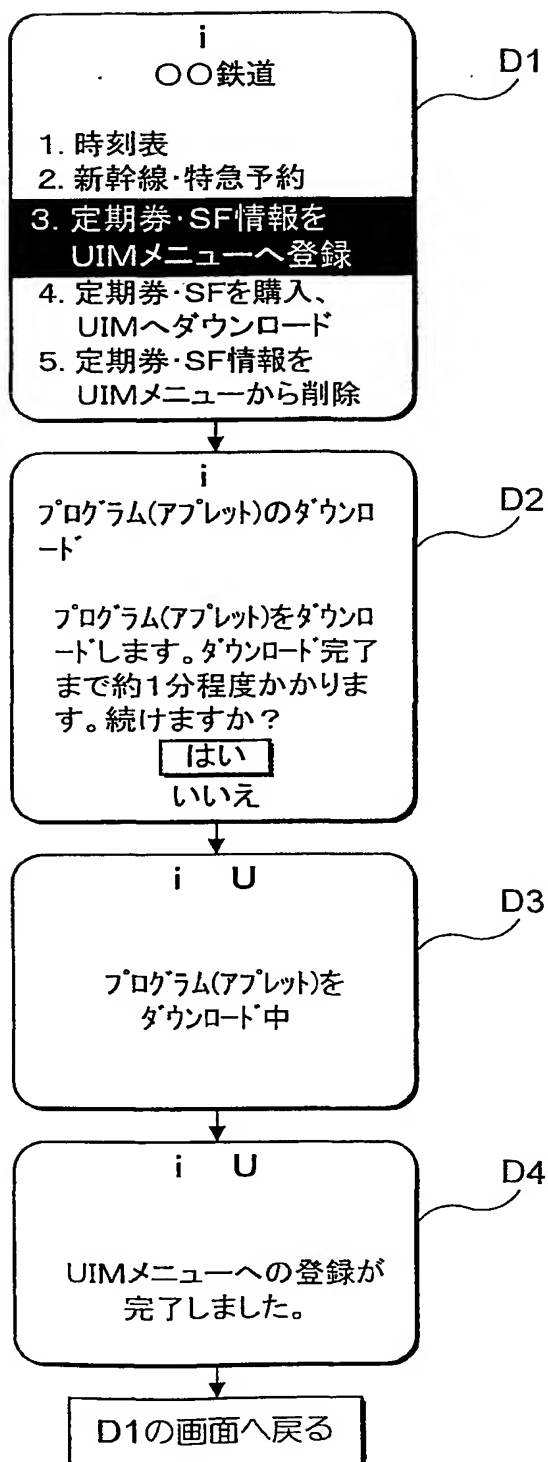 i
○○鉄道
D1
1. 時刻表
2. 新幹線・特急予約
3. 定期券・SF情報を
UIMメニューへ登録
4. 定期券・SFを購入、
UIMへダウンロード
5. 定期券・SF情報を
UIMメニューから削除
i
D2
プログラム(アプレット)のダウンロ
ード
プログラム(アプレット)をダウンロ
ードします。ダウンロード完了
まで約1分程度かかりま
す。続けますか?
はい
いいえ
i U
D3
プログラム(アプレット)を
ダウンロード中
i U
D4
UIMメニューへの登録が
完了しました。
D1の画面へ戻る